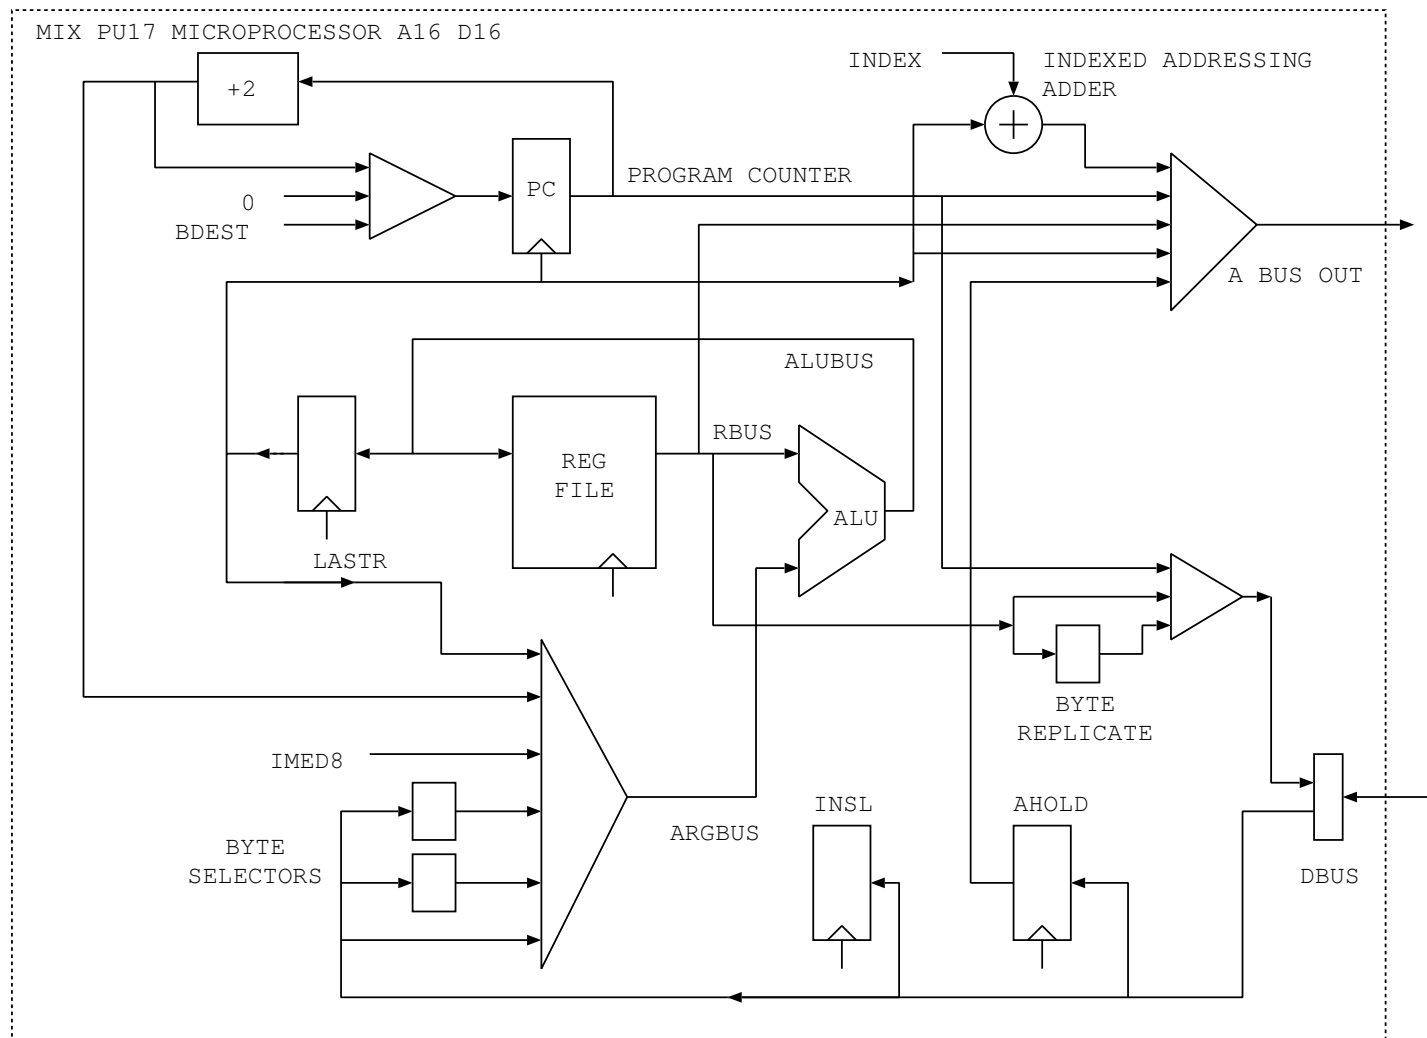 MIX PU17 MICROPROCESSOR A16 D16
INDEX
INDEXED ADDRESSING
ADDER
+2
PC
PROGRAM COUNTER
0
BDEST
A BUS OUT
ALUBUS
RBUS
REG
FILE
ALU
LASTR
BYTE
REPLICATE
IMED8
INSL
AHOLD
ARGBUS
BYTE
SELECTORS
DBUS